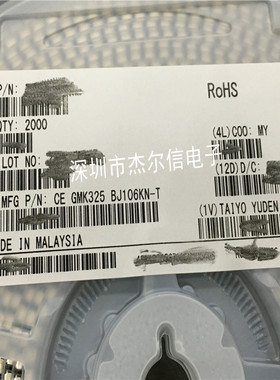 P/N:
RoHS
QTY: 2000
(4L)COO: MY
LOT NO:
深圳市杰尔信电子
(12D)D/C:
MFG P/N: CE GMK325 BJ106KN-T
(1V)TAIYO YUDEN
DE IN MALAYSIA